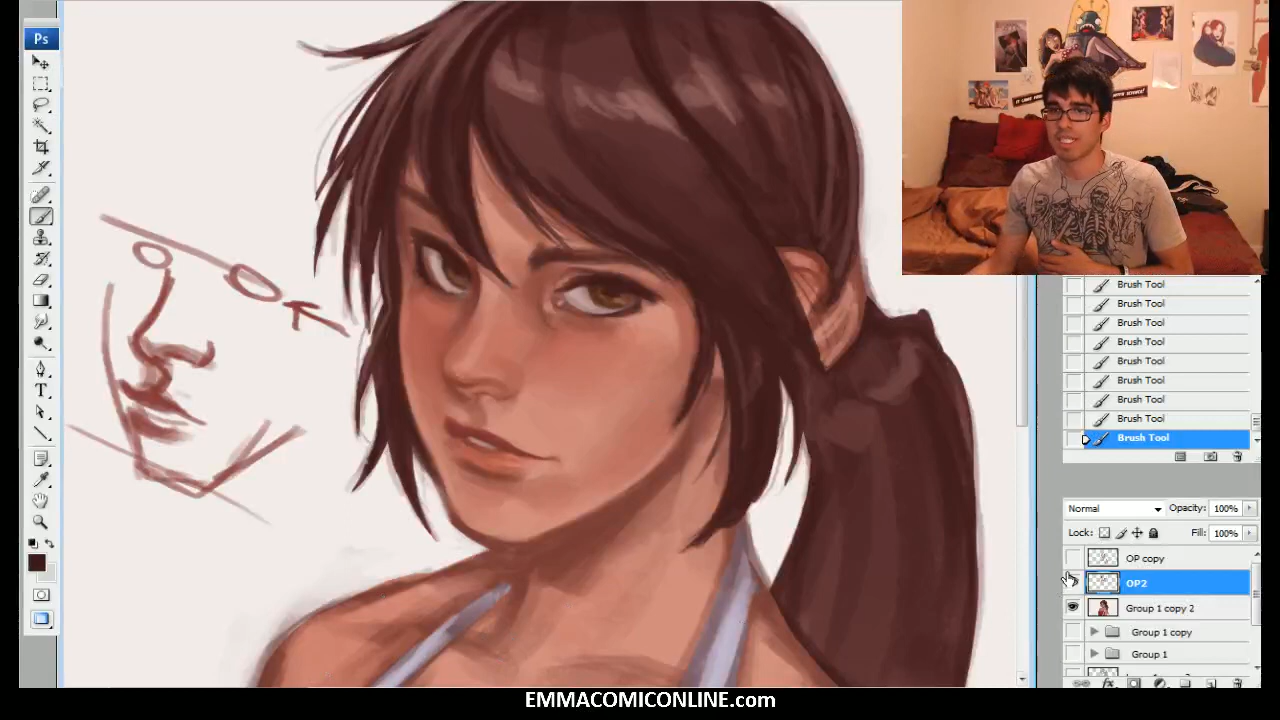 Ps
T
Brush Tool
Brush Tool
Brush Tool
Brush Tool
Brush Tool
Brush Tool
Brush Tool
Brush Tool
Brush Tool
Normal
Opacity: 100%
Lock:
Fill: 100%
OP copy
OP2
Group 1 copy 2
Group 1 copy
Group 1
fx
EMMACOMICONLINE.com